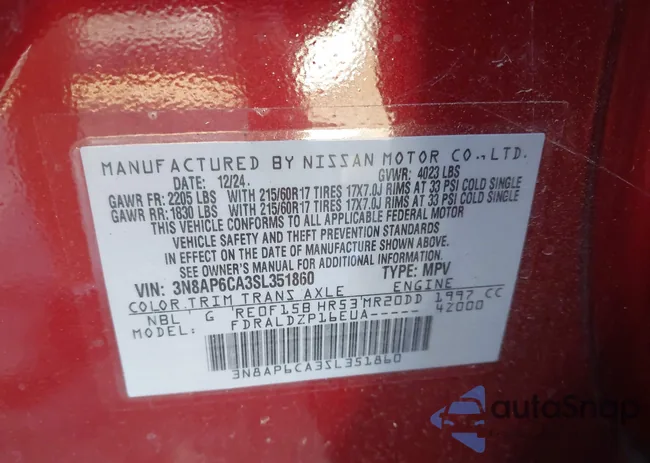 MANUFACTURED BY NISSAN MOTOR CO., LTD.
DATE: 12/24. GVWR: 4023 LBS
GAWR FR: 2205 LBS WITH 215/60R17 TIRES 17X7.0J RIMS AT 33 PSI COLD SINGLE
GAWR RR: 1830 LBS WITH 215/60R17 TIRES 17X7.0J RIMS AT 33 PSI COLD SINGLE
THIS VEHICLE CONFORMS TO ALL APPLICABLE FEDERAL MOTOR
VEHICLE SAFETY AND THEFT PREVENTION STANDARDS
IN EFFECT ON THE DATE OF MANUFACTURE SHOWN ABOVE.
SEE OWNER'S MANUAL FOR ADDITIONAL INFORMATION.
VIN: 3N8AP6CA3SL351860 TYPE: MPV
COLOR TRIM TRANS AXLE ENGINE
NBL G RE0F15B HR53 MR20DD 1997 CC
MODEL: FDRALDZP16EUA----- 42000
3N8AP6CA3SL351860
autoSnap